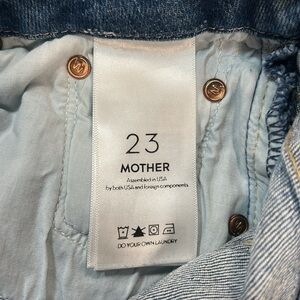 23
MOTHER
Assembled in USA
by both USA and foreign components
DO YOUR OWN LAUNDRY